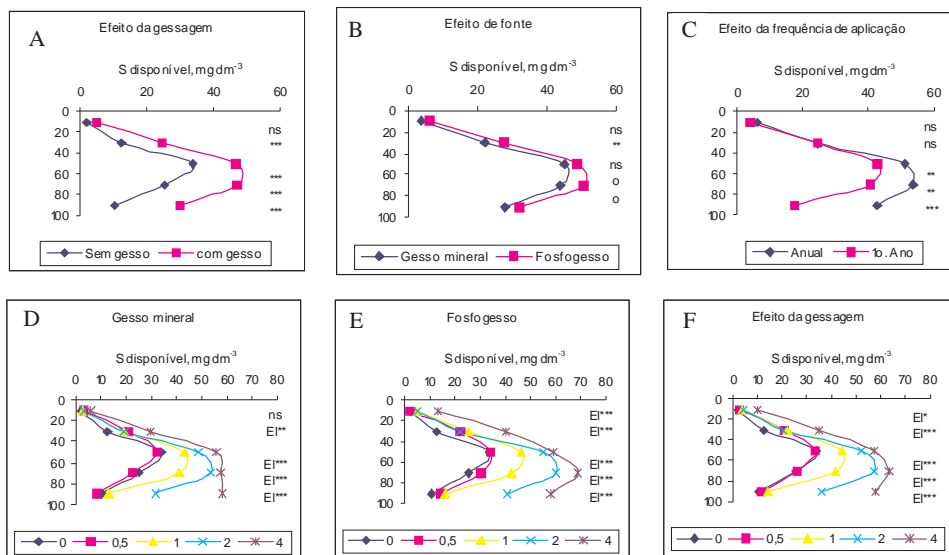 A
Efeito da gessagem
S disponível, mg dm-3
0 20 40 60
0
10
20
30
40
50
60
70
80
90
100
ns
***
***
***
***
Sem gesso com gesso
B
Efeito de fonte
S disponível, mg dm-3
0 20 40 60
0
20
40
60
80
100
ns
**
ns
o
o
Gesso mineral Fosfogesso
C
Efeito da frequência de aplicação
S disponível, mg dm-3
0 20 40 60
0
20
40
60
80
100
ns
ns
**
**
***
Anual 1o. Ano
D
Gesso mineral
S disponível, mg dm-3
0 10 20 30 40 50 60 70 80
0
20
40
60
80
100
ns
El**
El***
El***
El***
0 0,5 1 2 4
E
Fosfogesso
S disponível, mg dm-3
0 10 20 30 40 50 60 70 80
0
20
40
60
80
100
El***
El***
El***
El***
El***
0 0,5 1 2 4
F
Efeito da gessagem
S disponível, mg dm-3
0 10 20 30 40 50 60 70 80
0
20
40
60
80
100
El*
El***
El***
El***
El***
0 0,5 1 2 4